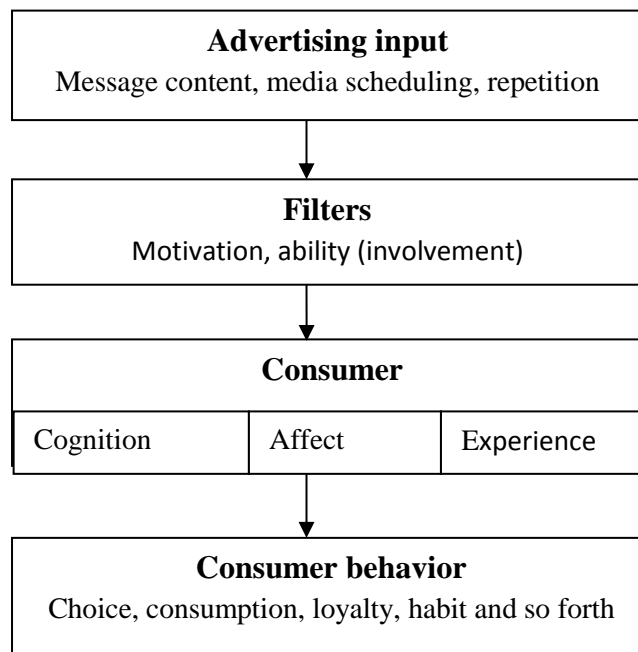 Advertising input
Message content, media scheduling, repetition
Filters
Motivation, ability (involvement)
Consumer
Cognition Affect Experience
Consumer behavior
Choice, consumption, loyalty, habit and so forth